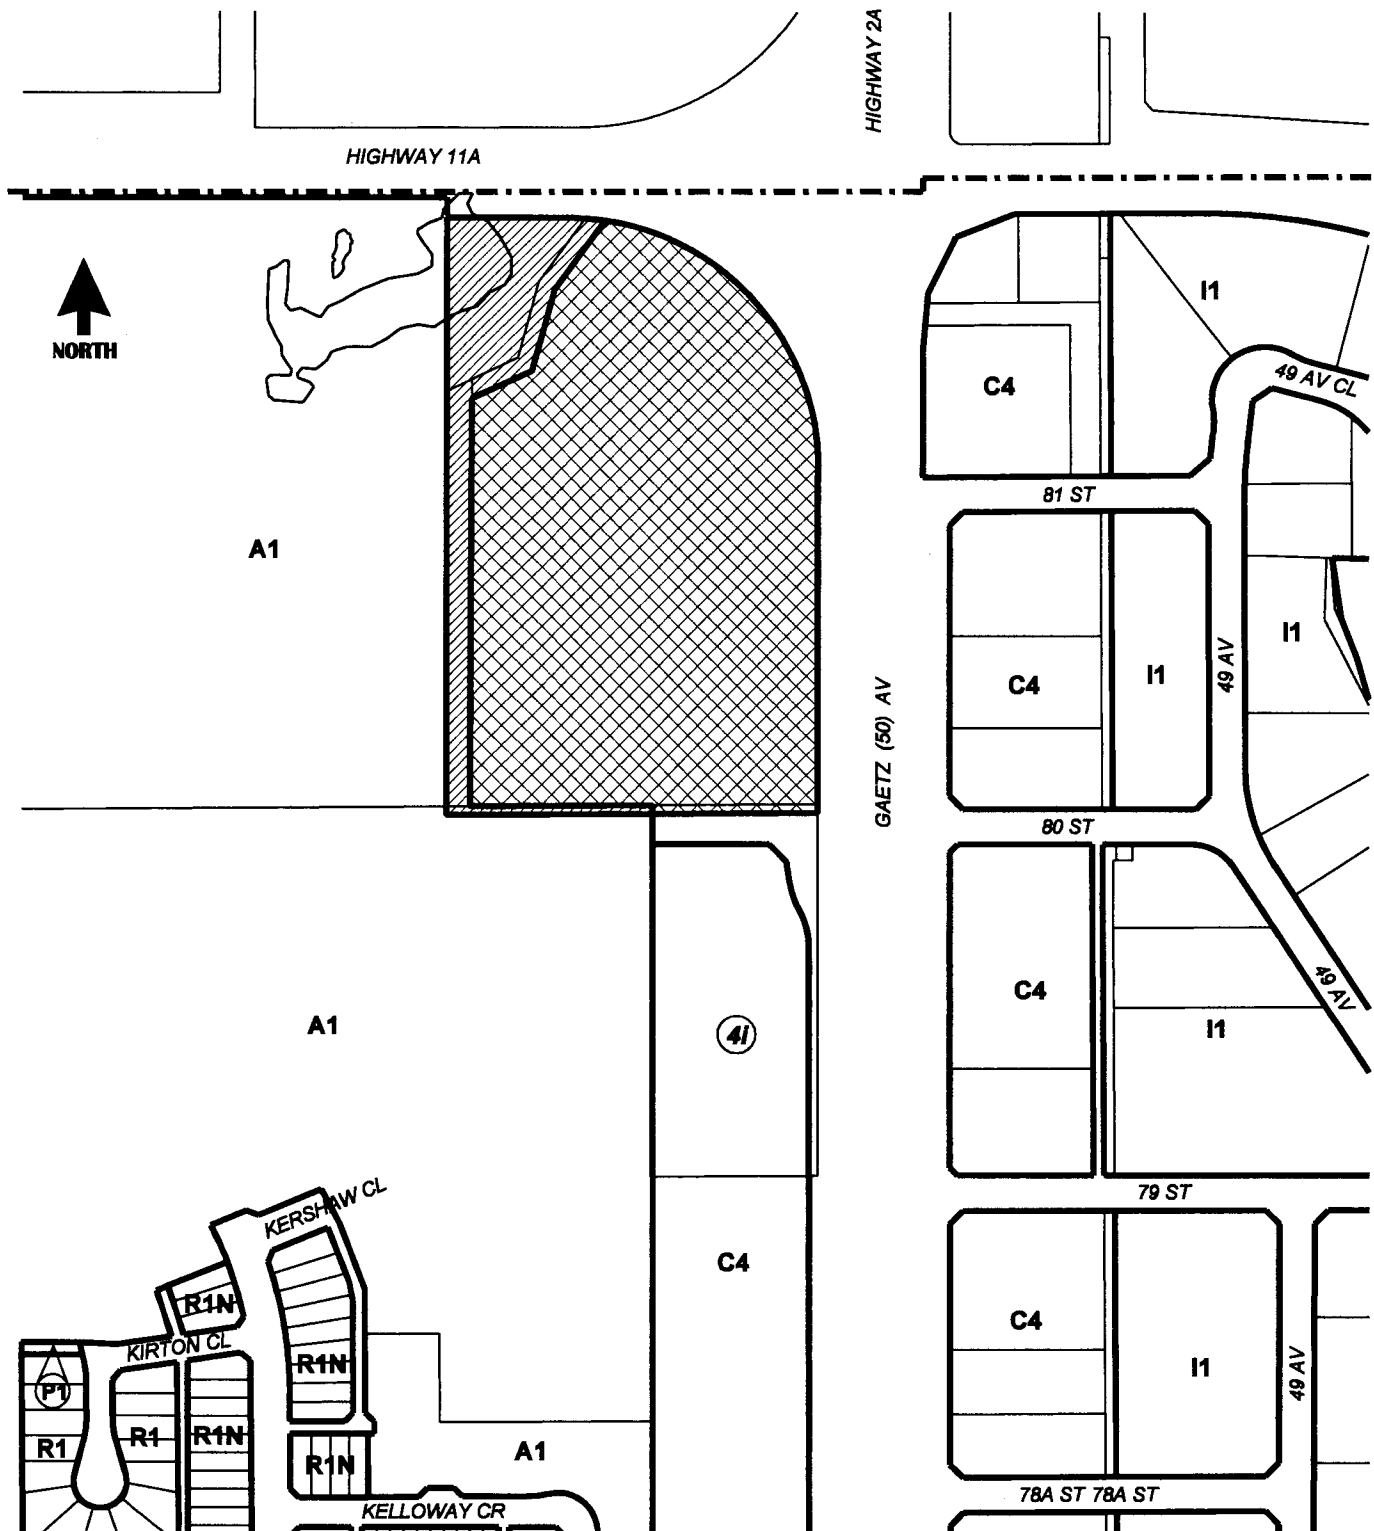 HIGHWAY 2A
HIGHWAY 11A
NORTH
I1
49 AV CL
C4
81 ST
A1
I1
49 AV
C4
I1
GAETZ (50) AV
80 ST
49 AV
C4
A1
I1
4i
79 ST
KERSHAW CL
C4
R1N
C4
KIRTON CL
R1N
I1
49 AV
P1
R1
R1
R1N
A1
R1N
78A ST 78A ST
KELLOWAY CR